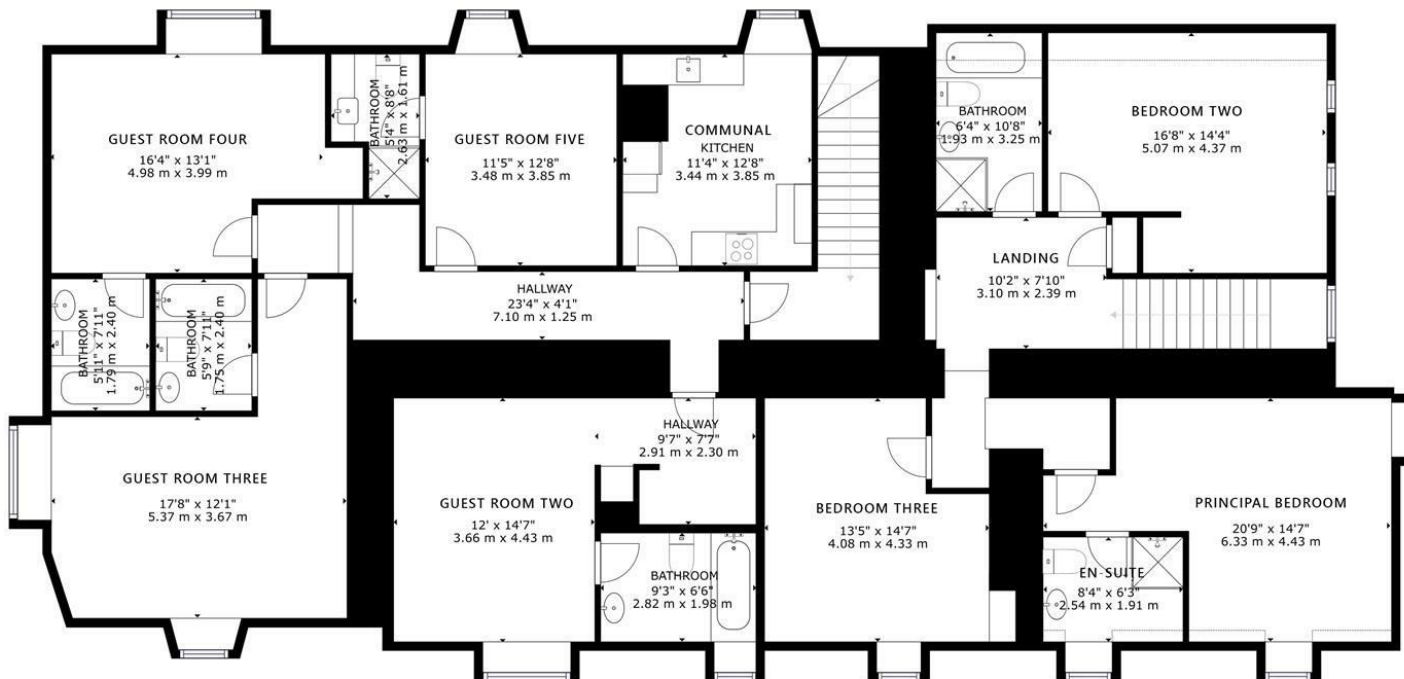 GUEST ROOM FOUR
16'4" x 13'1"
4.98 m x 3.99 m
BATHROOM
5'4" x 8'8"
2.63 m x 1.61 m
GUEST ROOM FIVE
11'5" x 12'8"
3.48 m x 3.85 m
COMMUNAL
KITCHEN
11'4" x 12'8"
3.44 m x 3.85 m
BATHROOM
6'4" x 10'8"
1.93 m x 3.25 m
BEDROOM TWO
16'8" x 14'4"
5.07 m x 4.37 m
LANDING
10'2" x 7'10"
3.10 m x 2.39 m
HALLWAY
23'4" x 4'1"
7.10 m x 1.25 m
BATHROOM
5'11" x 7'11"
1.79 m x 2.40 m
BATHROOM
5'9" x 7'11"
1.75 m x 2.40 m
HALLWAY
9'7" x 7'7"
2.91 m x 2.30 m
GUEST ROOM THREE
17'8" x 12'1"
5.37 m x 3.67 m
GUEST ROOM TWO
12' x 14'7"
3.66 m x 4.43 m
BEDROOM THREE
13'5" x 14'7"
4.08 m x 4.33 m
PRINCIPAL BEDROOM
20'9" x 14'7"
6.33 m x 4.43 m
BATHROOM
9'3" x 6'6"
2.82 m x 1.98 m
EN-SUITE
8'4" x 6'3"
2.54 m x 1.91 m